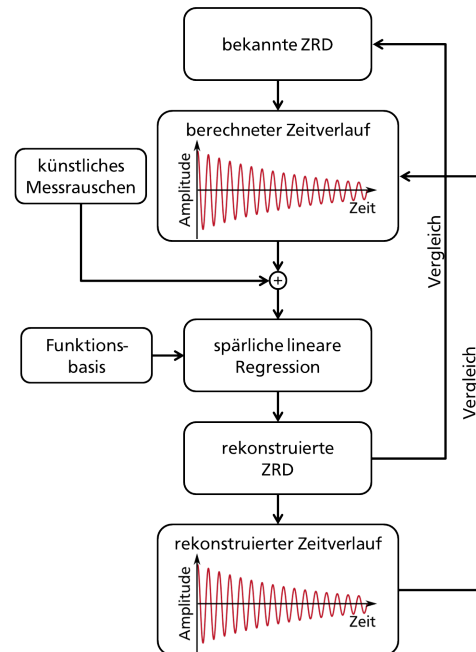 bekannte ZRD
berechneter Zeitverlauf
Amplitude
Zeit
künstliches
Messrauschen
+
Funktions-
basis
spärliche lineare
Regression
rekonstruierte
ZRD
rekonstruierter Zeitverlauf
Amplitude
Zeit
Vergleich
Vergleich